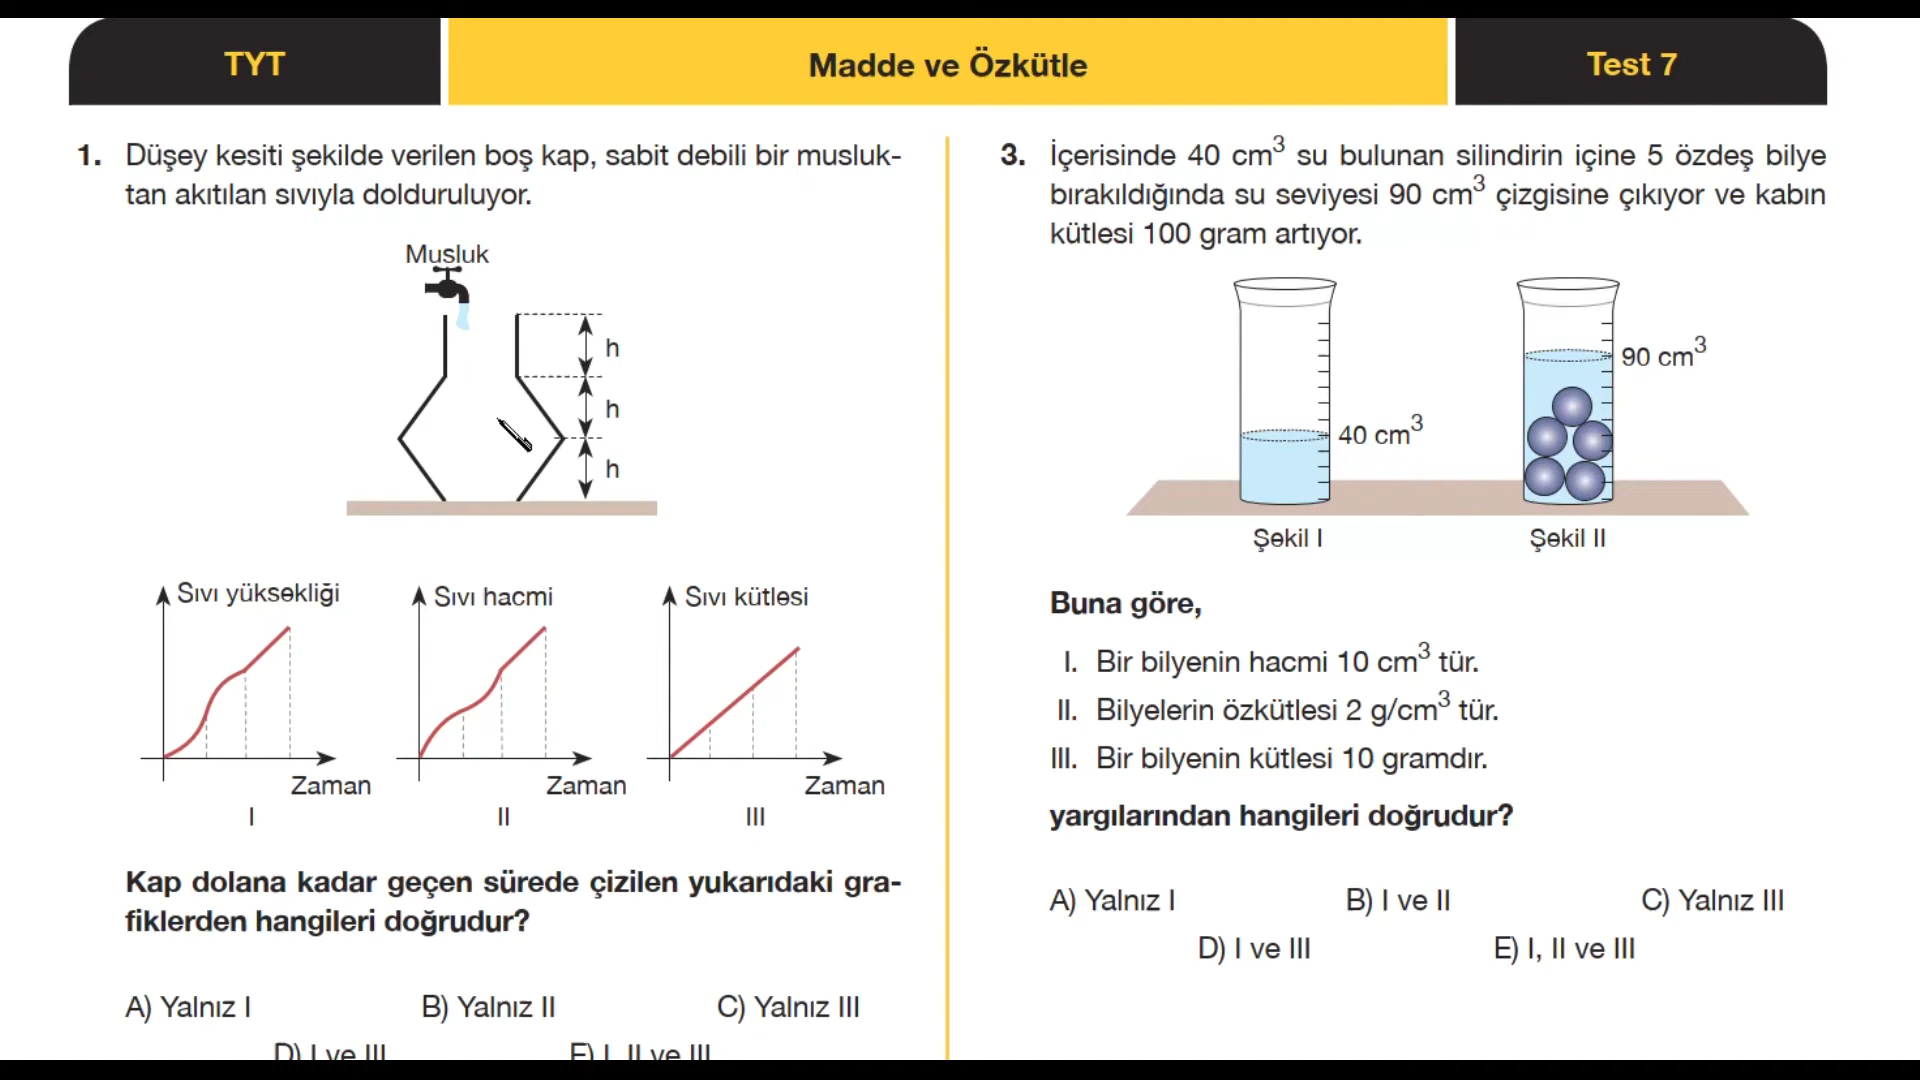 TYT
Madde ve Özkütle
Test 7
1. Düşey kesiti şekilde verilen boş kap, sabit debili bir musluk-
tan akıtılan sıvıyla dolduruluyor.
Musluk
h
h
h
Sıvı yüksekliği
Zaman
I
Sıvı hacmi
Zaman
II
Sıvı kütlesi
Zaman
III
Kap dolana kadar geçen sürede çizilen yukarıdaki gra-
fiklerden hangileri doğrudur?
A) Yalnız I
B) Yalnız II
C) Yalnız III
D) I ve III
E) I, II ve III
3. İçerisinde 40 cm³ su bulunan silindirin içine 5 özdeş bilye
bırakıldığında su seviyesi 90 cm³ çizgisine çıkıyor ve kabın
kütlesi 100 gram artıyor.
40 cm³
Şekil I
90 cm³
Şekil II
Buna göre,
I. Bir bilyenin hacmi 10 cm³ tür.
II. Bilyelerin özkütlesi 2 g/cm³ tür.
III. Bir bilyenin kütlesi 10 gramdır.
yargılarından hangileri doğrudur?
A) Yalnız I
B) I ve II
C) Yalnız III
D) I ve III
E) I, II ve III